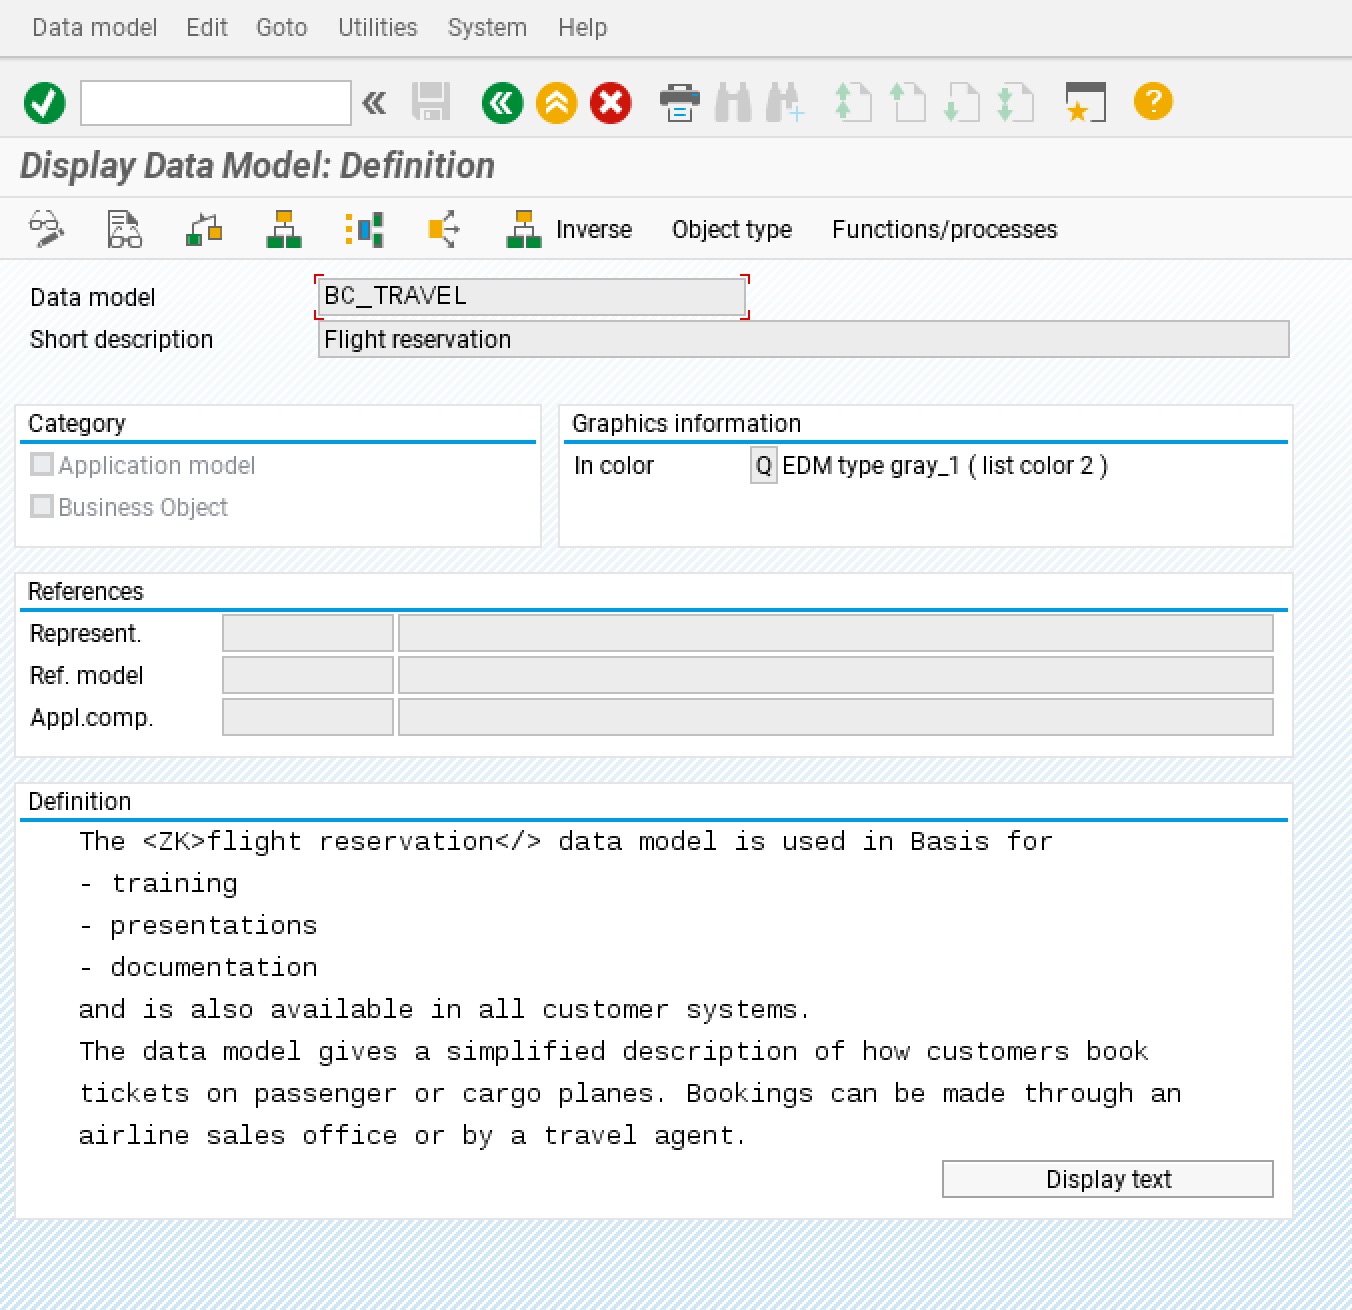 Data model Edit Goto Utilities System Help
Display Data Model: Definition
Inverse Object type Functions/processes
Data model BC_TRAVEL
Short description Flight reservation
Category
Application model
Business Object
Graphics information
In color Q EDM type gray_1 ( list color 2 )
References
Represent.
Ref. model
Appl.comp.
Definition
The <ZK>flight reservation</> data model is used in Basis for
- training
- presentations
- documentation
and is also available in all customer systems.
The data model gives a simplified description of how customers book
tickets on passenger or cargo planes. Bookings can be made through an
airline sales office or by a travel agent.
Display text